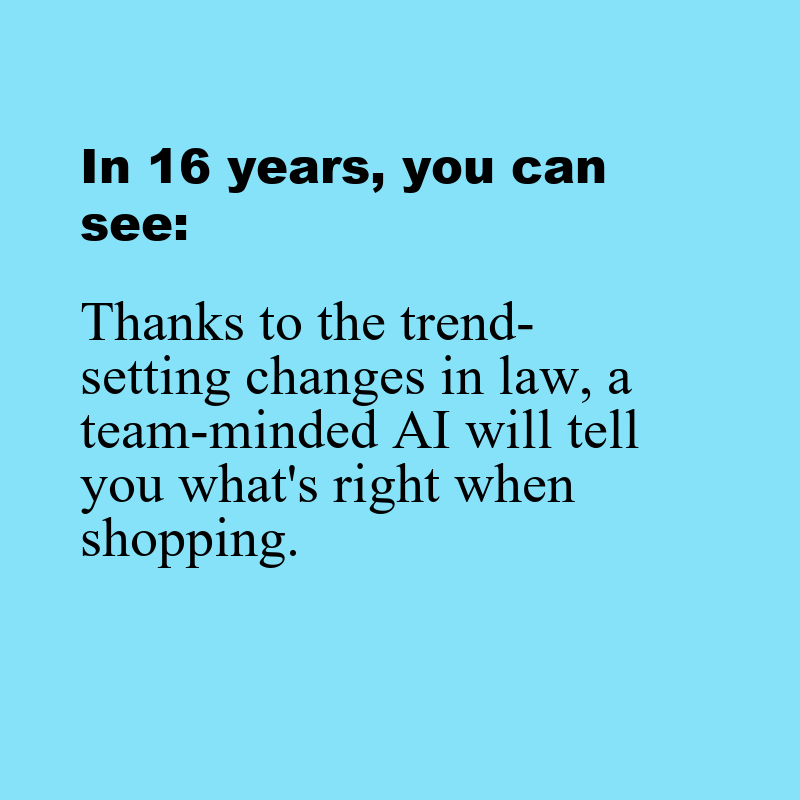 In 16 years, you can
see:
Thanks to the trend-
setting changes in law, a
team-minded AI will tell
you what's right when
shopping.